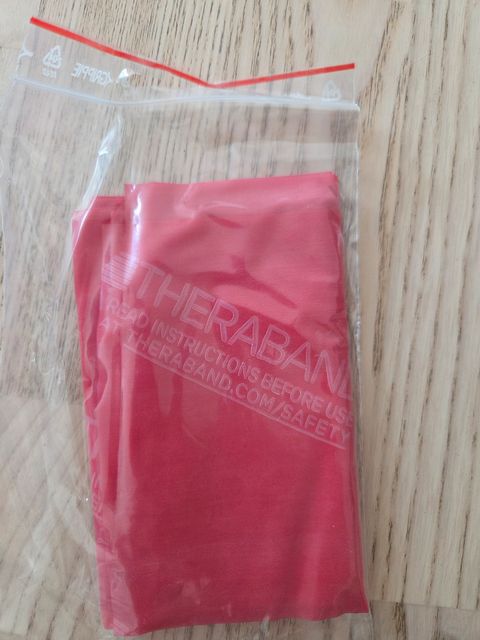 THERABAND
READ INSTRUCTIONS BEFORE USE
AT THERABAND.COM/SAFETY